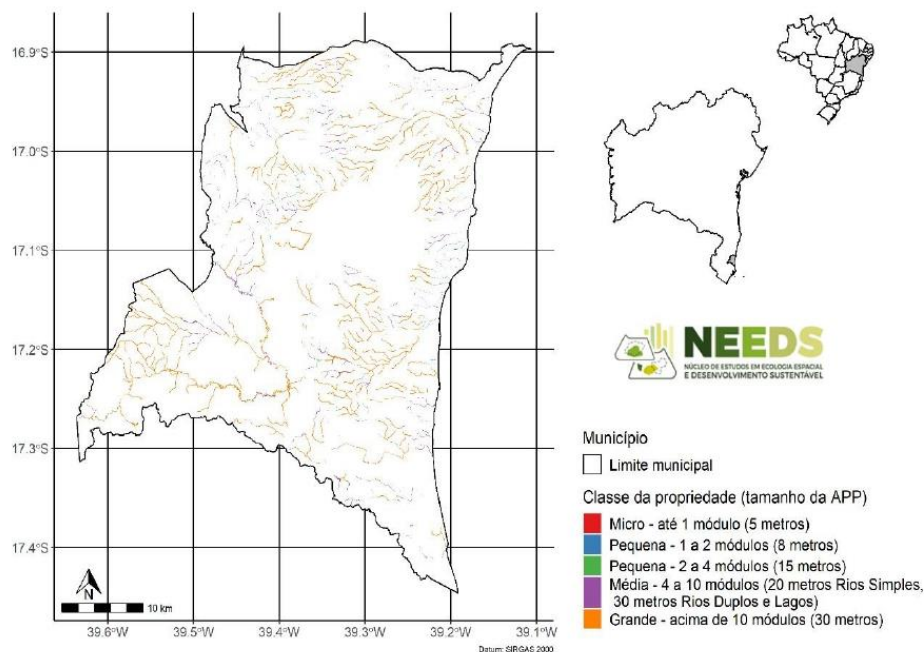 16.9°S
17.0°S
17.1°S
17.2°S
17.3°S
17.4°S
39.6°W
39.5°W
39.4°W
39.3°W
39.2°W
39.1°W
N
10 km
Datum: SIRGAS 2000
NEEDS
NÚCLEO DE ESTUDOS EM ECOLOGIA ESPACIAL
E DESENVOLVIMENTO SUSTENTÁVEL
Município
Limite municipal
Classe da propriedade (tamanho da APP)
Micro - até 1 módulo (5 metros)
Pequena - 1 a 2 módulos (8 metros)
Pequena - 2 a 4 módulos (15 metros)
Média - 4 a 10 módulos (20 metros Rios Simples,
30 metros Rios Duplos e Lagos)
Grande - acima de 10 módulos (30 metros)